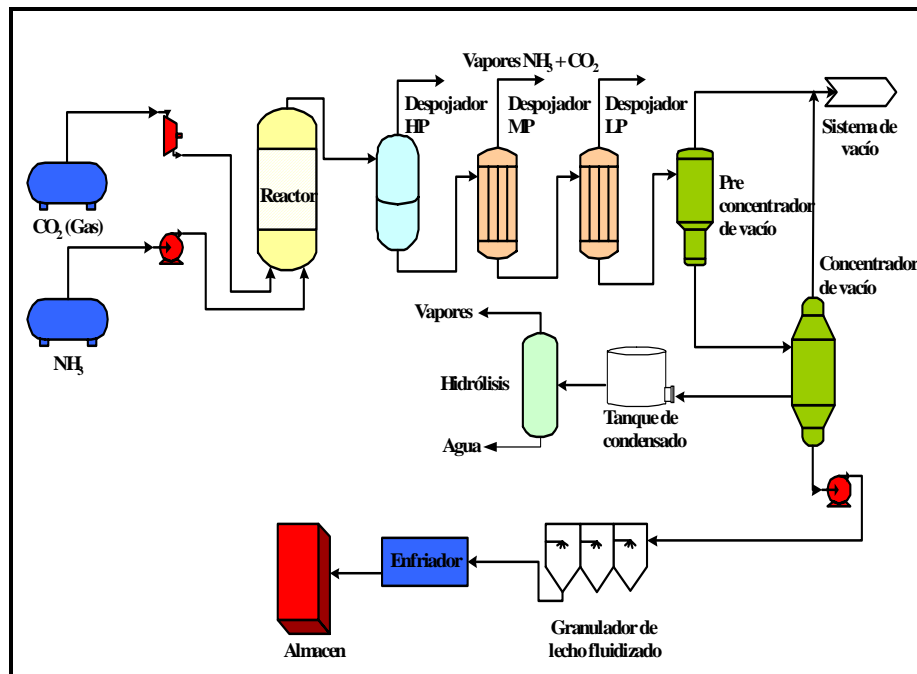 Vapores NH₃ + CO₂
Despojador
HP
Despojador
MP
Despojador
LP
Sistema de
vacío
CO₂ (Gas)
Reactor
Pre
concentrador
de vacío
NH₃
Concentrador
de vacío
Vapores
Hidrólisis
Agua
Tanque de
condensado
Enfriador
Almacen
Granulador de
lecho fluidizado